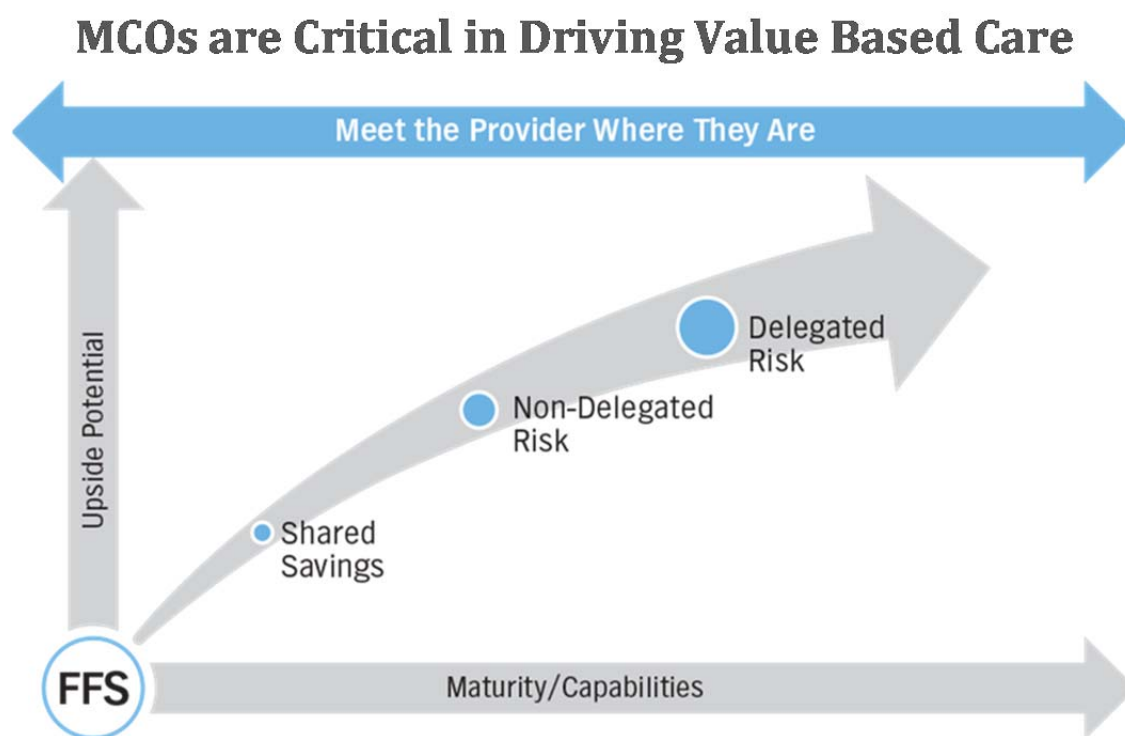 MCOs are Critical in Driving Value Based Care
Meet the Provider Where They Are
Upside Potential
Delegated
Risk
Non-Delegated
Risk
Shared
Savings
FFS
Maturity/Capabilities